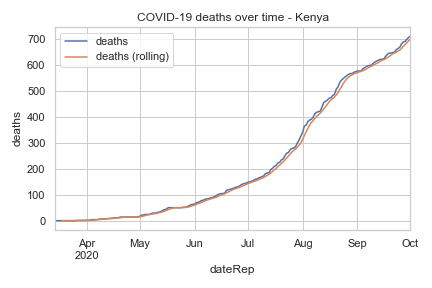 COVID-19 deaths over time - Kenya
deaths
deaths (rolling)
700
600
500
400
300
200
100
0
deaths
Apr
2020
May
Jun
Jul
Aug
Sep
Oct
dateRep